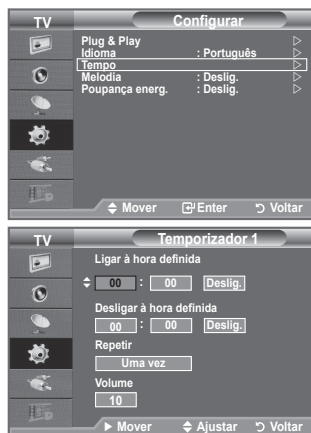 TV Configurar
Plug & Play
Idioma : Português
Tempo
Melodia : Deslig.
Poupança energ. : Deslig.
Mover Enter Voltar
TV Temporizador 1
Ligar à hora definida
00 : 00 Deslig.
Desligar à hora definida
00 : 00 Deslig.
Repetir
Uma vez
Volume
10
Mover Ajustar Voltar